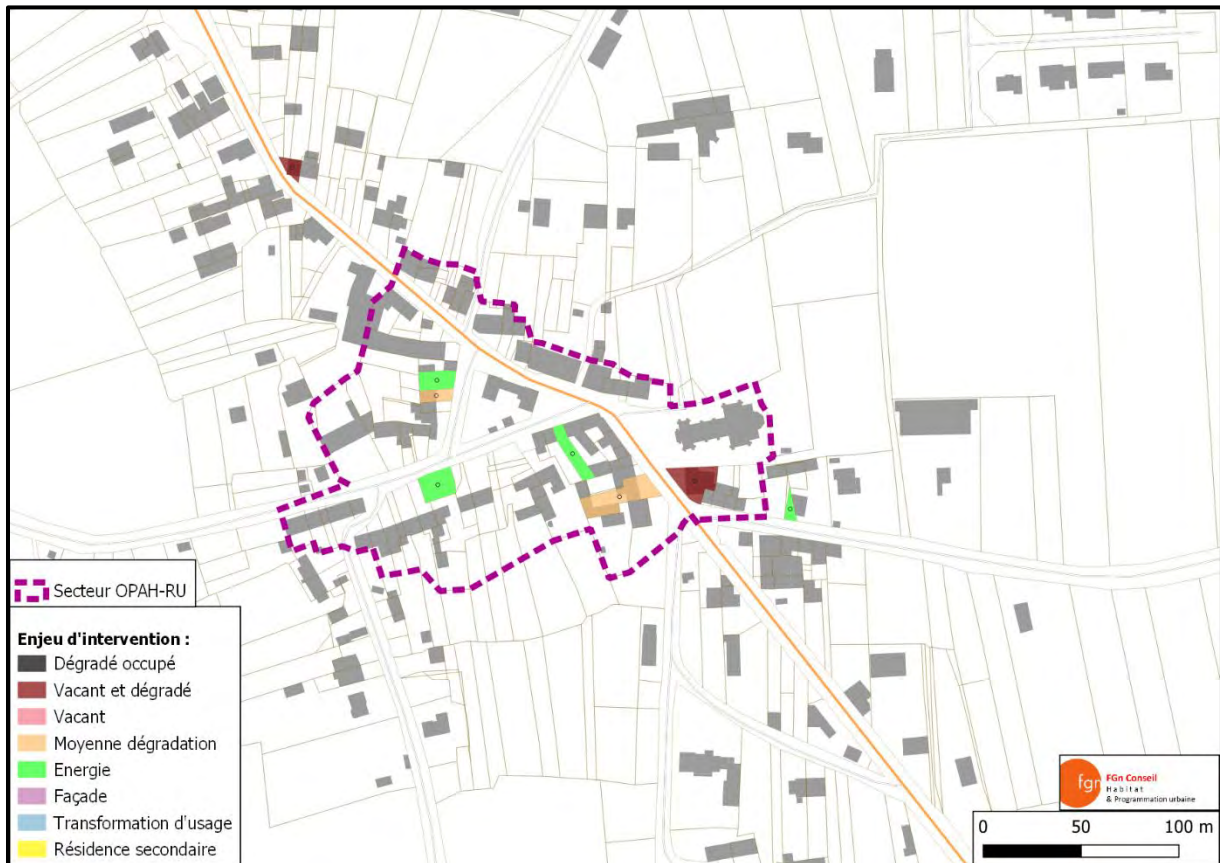 Secteur OPAH-RU
Enjeu d'intervention :
Dégradé occupé
Vacant et dégradé
Vacant
Moyenne dégradation
Energie
Façade
Transformation d'usage
Résidence secondaire
fgn
FGn Conseil
Habitat
& Programmation urbaine
0 50 100 m